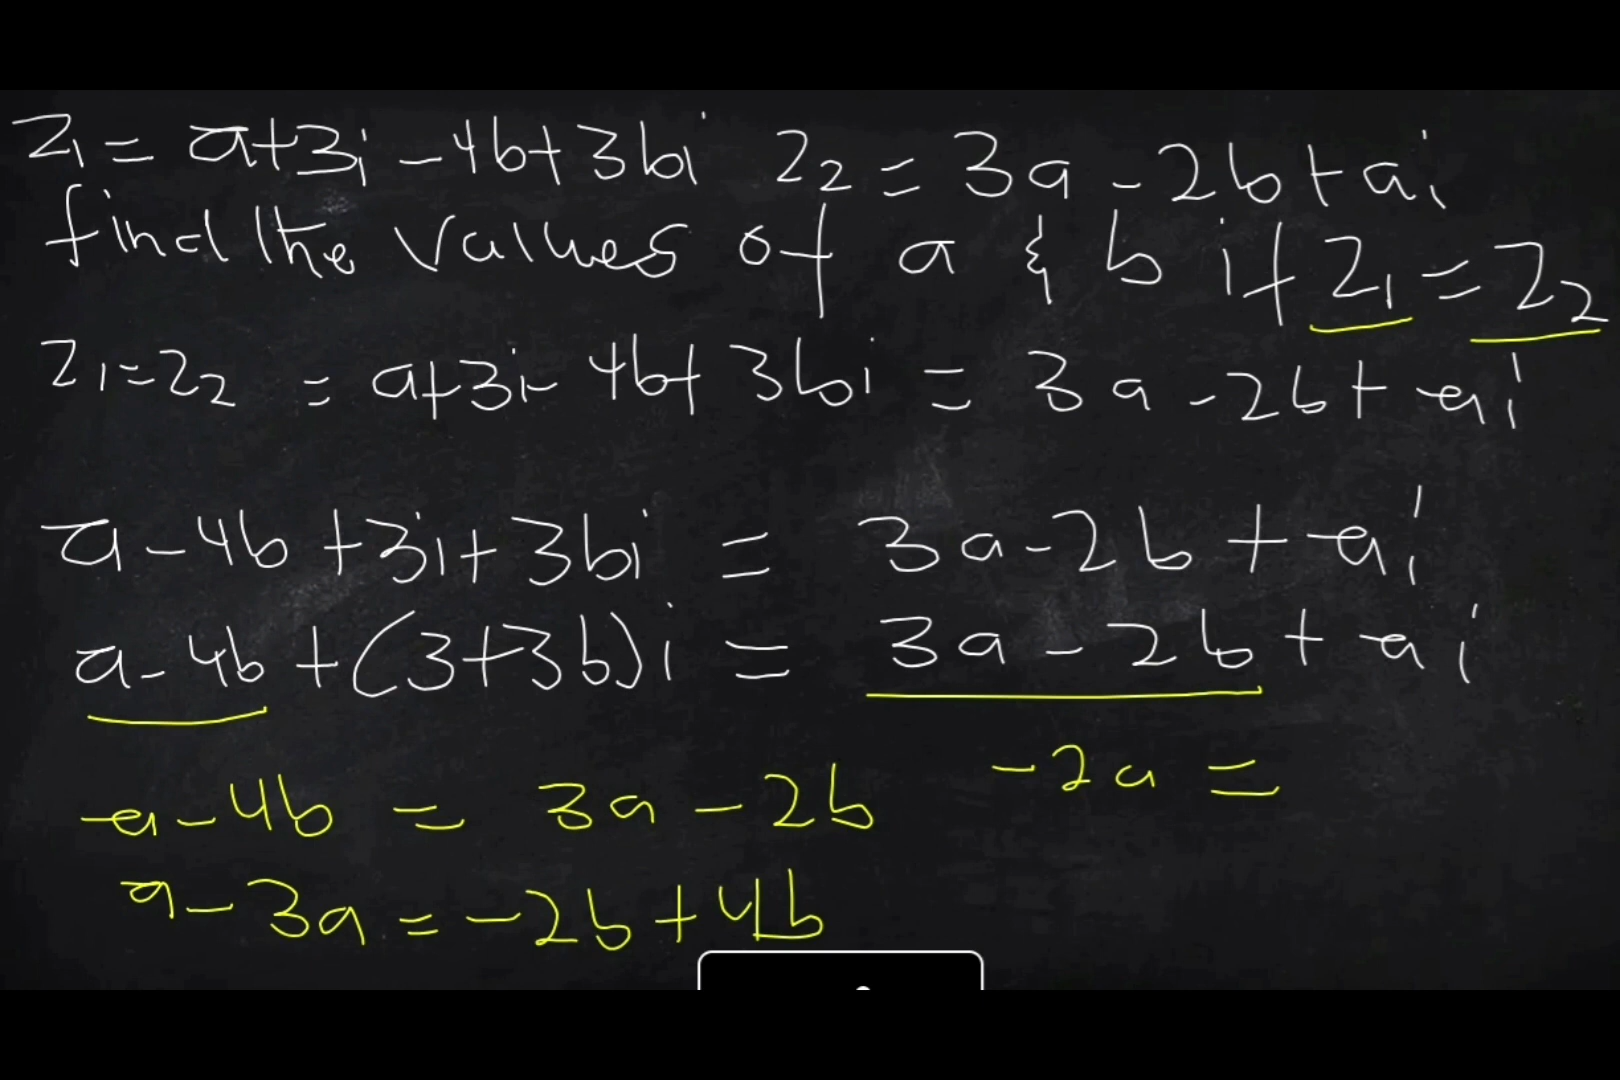 z₁ = a+3i -4b+3bi z₂ = 3a -2b+ai
find the values of a & b if z₁ = z₂
z₁=z₂ = a+3i-4b+3bi = 3a-2b+ai
a-4b+3i+3bi = 3a-2b+ai
a-4b+(3+3b)i = 3a-2b+ai
a-4b = 3a-2b -2a =
a-3a=-2b+4b